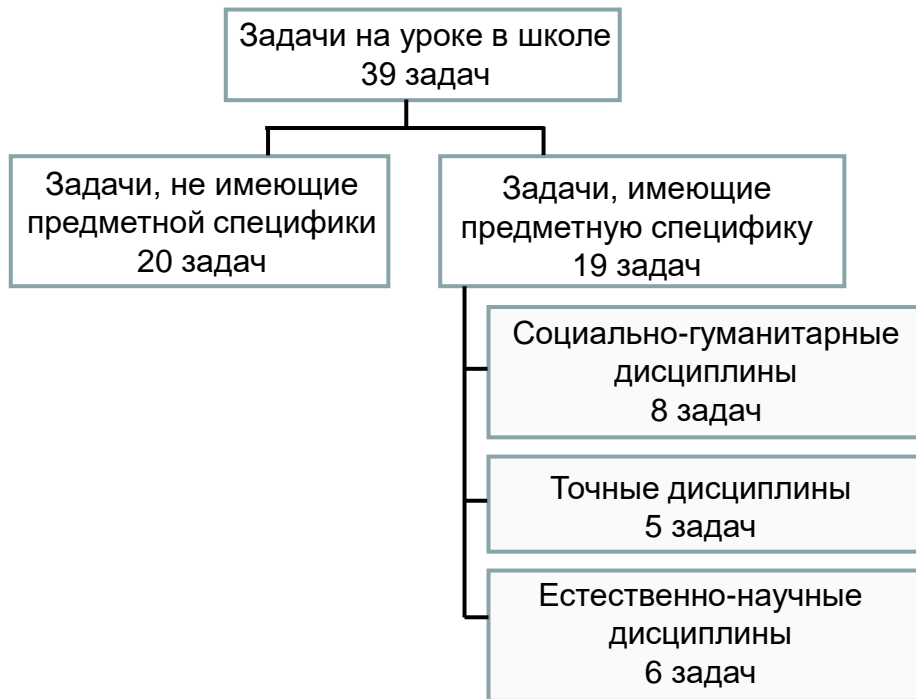 Задачи на уроке в школе
39 задач
Задачи, не имеющие
предметной специфики
20 задач
Задачи, имеющие
предметную специфику
19 задач
Социально-гуманитарные
дисциплины
8 задач
Точные дисциплины
5 задач
Естественно-научные
дисциплины
6 задач